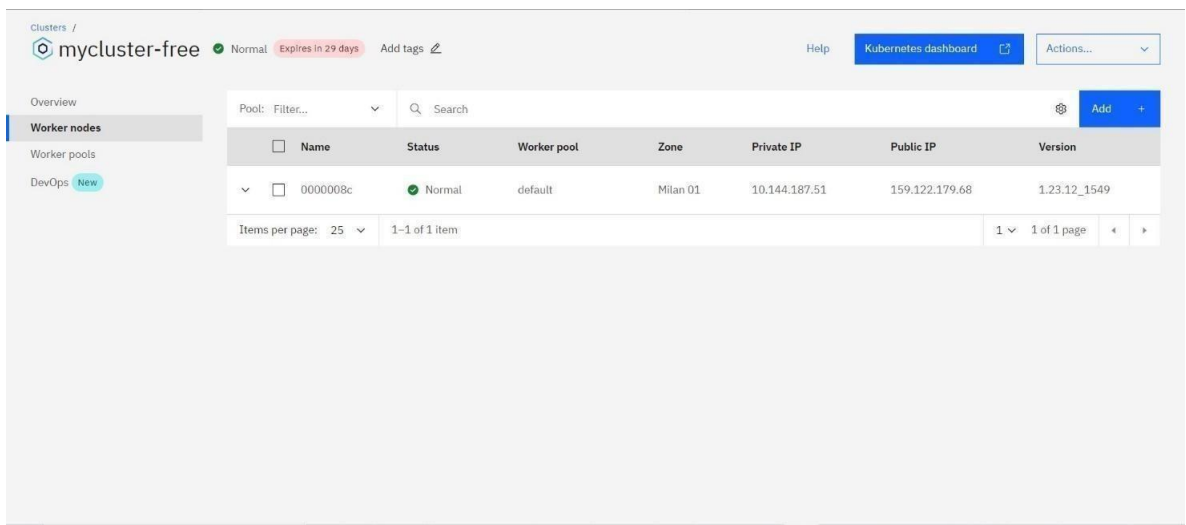 Clusters /
mycluster-free Normal Expires in 29 days Add tags Help Kubernetes dashboard Actions...
Overview
Worker nodes
Worker pools
DevOps New
Pool: Filter... Search Add +
Name Status Worker pool Zone Private IP Public IP Version
0000008c Normal default Milan 01 10.144.187.51 159.122.179.68 1.23.12_1549
Items per page: 25 1–1 of 1 item 1 1 of 1 page